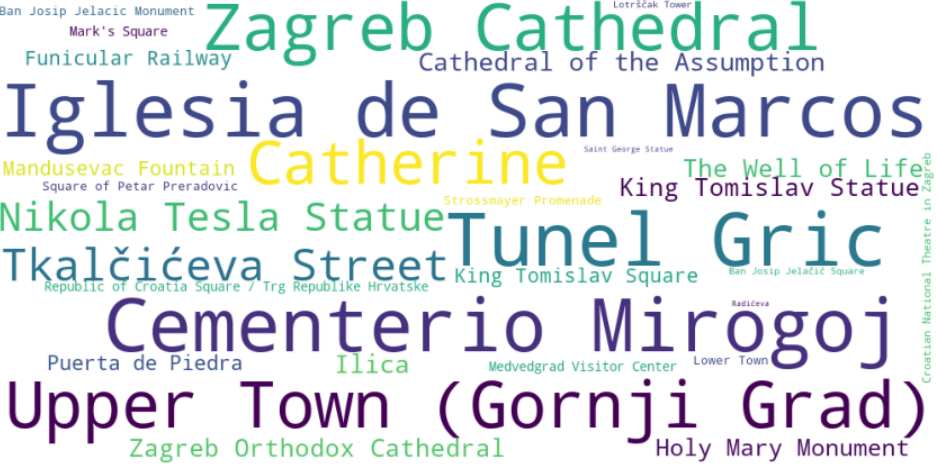 Ban Josip Jelacic Monument
Lotrščak Tower
Zagreb Cathedral
Mark's Square
Funicular Railway
Cathedral of the Assumption
Iglesia de San Marcos
Catherine
Saint George Statue
Mandusevac Fountain
The Well of Life
Square of Petar Preradovic
King Tomislav Statue
Strossmayer Promenade
Nikola Tesla Statue
Tunel Gric
Tkalčićeva Street
King Tomislav Square
Ban Josip Jelačić Square
Republic of Croatia Square / Trg Republike Hrvatske
Croatian National Theatre in Zagreb
Cementerio Mirogoj
Radićeva
Puerta de Piedra
Ilica
Medvedgrad Visitor Center
Lower Town
Upper Town (Gornji Grad)
Zagreb Orthodox Cathedral
Holy Mary Monument